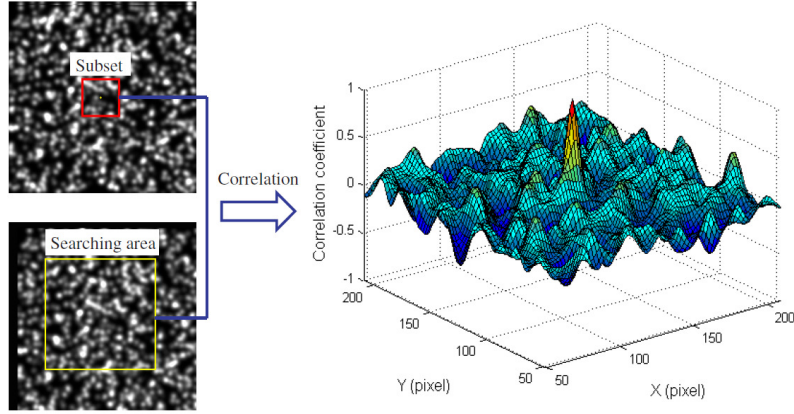 Subset
Searching area
Correlation
Correlation coefficient
1
0.5
0
-0.5
-1
200
150
100
50
Y (pixel)
50
100
150
200
X (pixel)